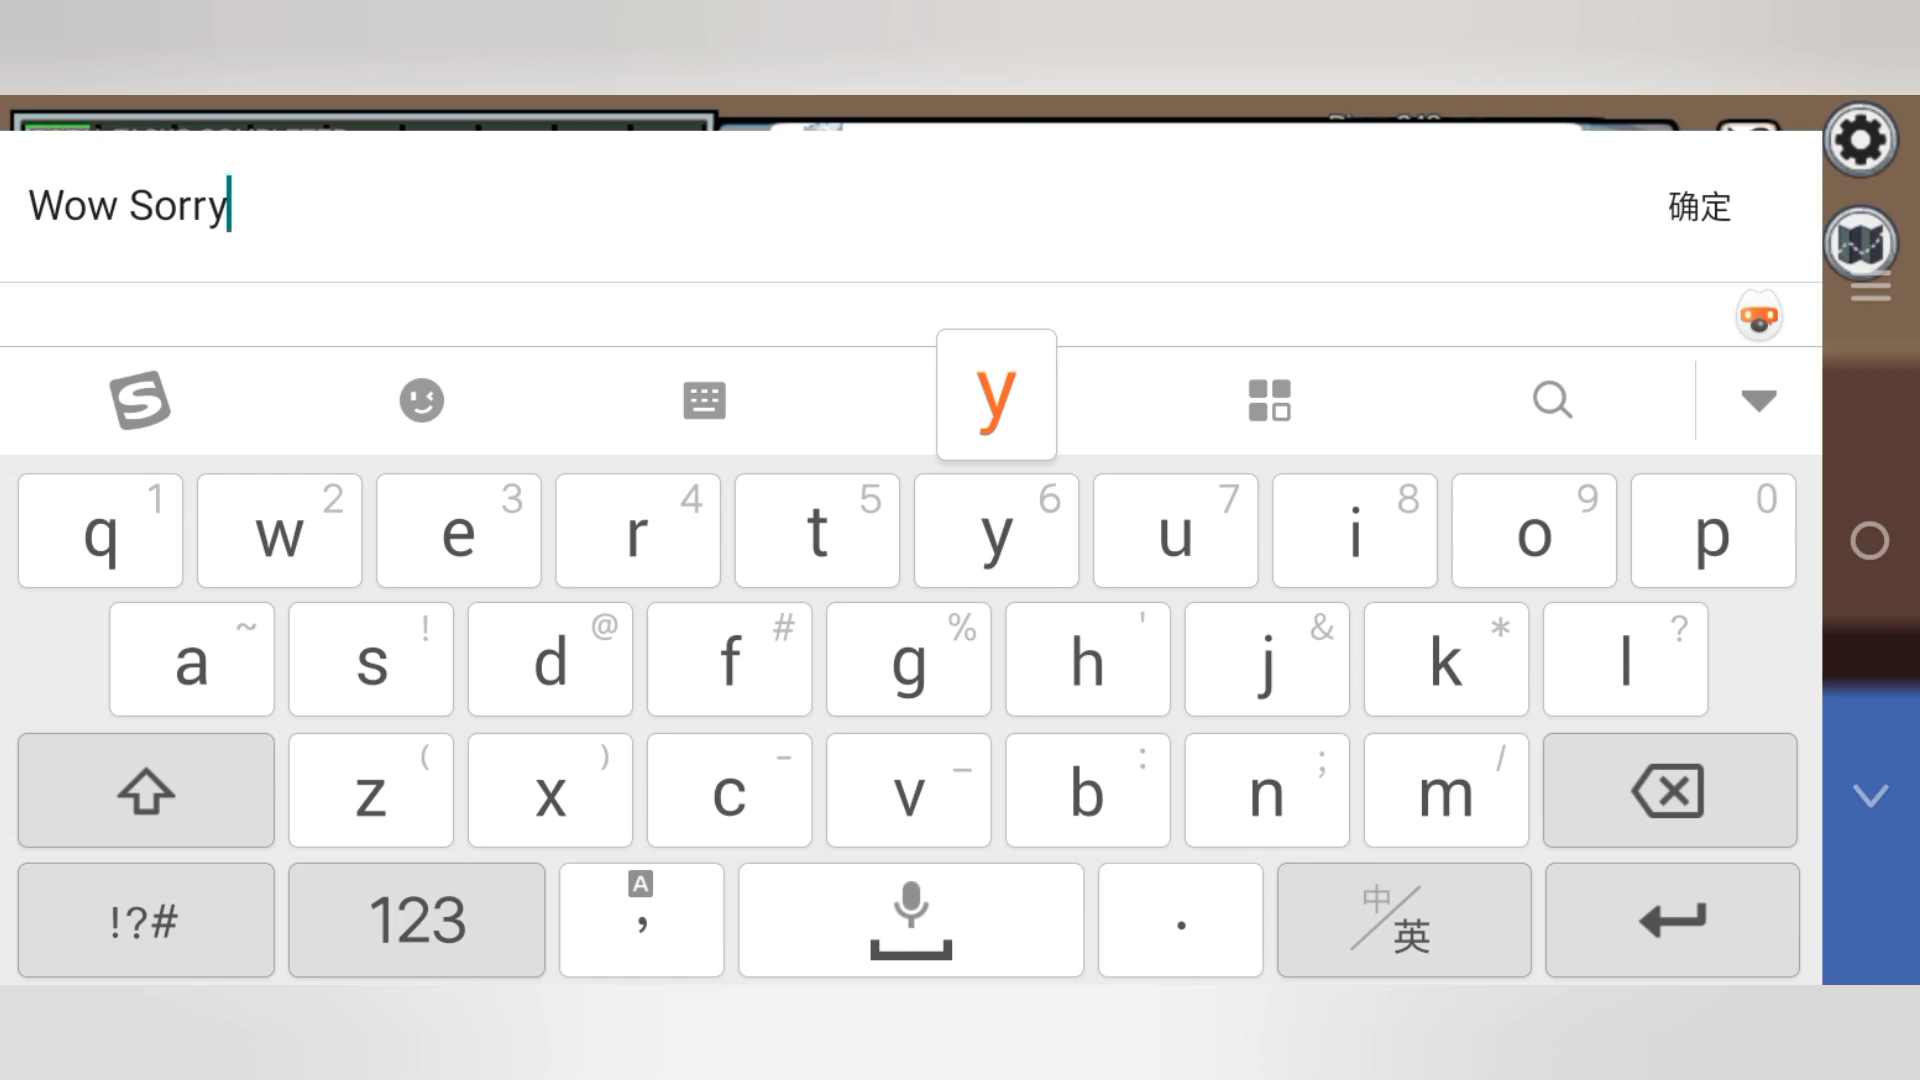 Wow Sorry
确定
y
q 1 w 2 e 3 r 4 t 5 y 6 u 7 i 8 o 9 p 0
a ~ s ! d @ f # g % h ' j & k * l ?
z ( x ) c - v _ b : n ; m /
!?# 123 A , . 中/英